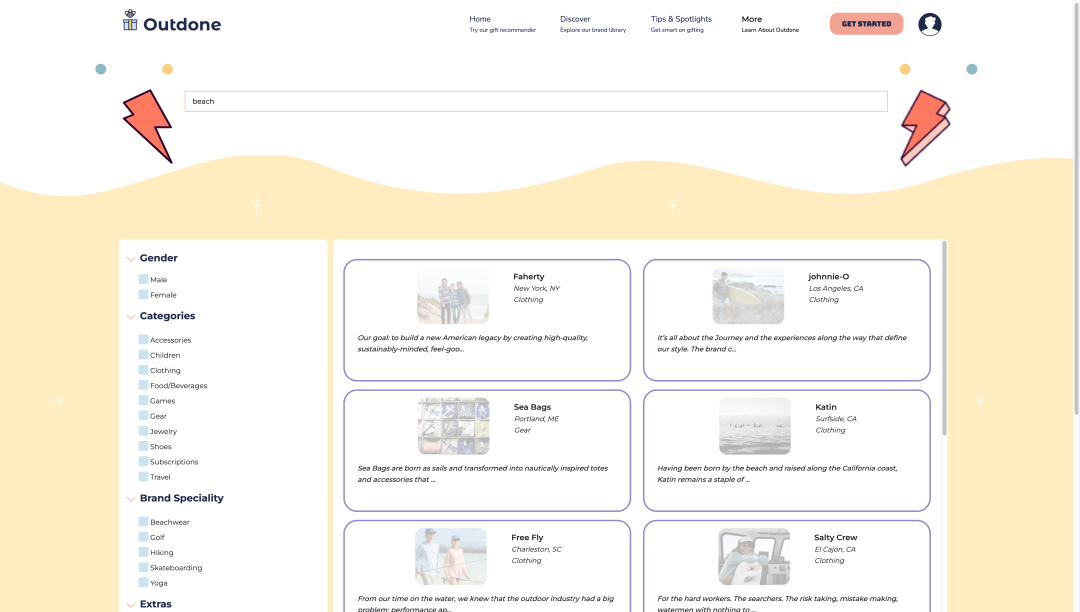 Outdone
Home
Try our gift recommender
Discover
Explore our brand library
Tips & Spotlights
Get smart on gifting
More
Learn About Outdone
GET STARTED
beach
Gender
Male
Female
Categories
Accessories
Children
Clothing
Food/Beverages
Games
Gear
Jewelry
Shoes
Subscriptions
Travel
Brand Speciality
Beachwear
Golf
Hiking
Skateboarding
Yoga
Extras
Faherty
New York, NY
Clothing
Our goal: to build a new American legacy by creating high-quality,
sustainably-minded, feel-goo...
johnnie-O
Los Angeles, CA
Clothing
It's all about the Journey and the experiences along the way that define
our style. The brand c...
Sea Bags
Portland, ME
Gear
Sea Bags are born as sails and transformed into nautically inspired totes
and accessories that ...
Katin
Surfside, CA
Clothing
Having been born by the beach and raised along the California coast,
Katin remains a staple of ...
Free Fly
Charleston, SC
Clothing
From our time on the water, we knew that the outdoor industry had a big
problem: performance ap...
Salty Crew
El Cajon, CA
Clothing
For the hard workers. The searchers. The risk taking, mistake making,
watermen with nothing to ...